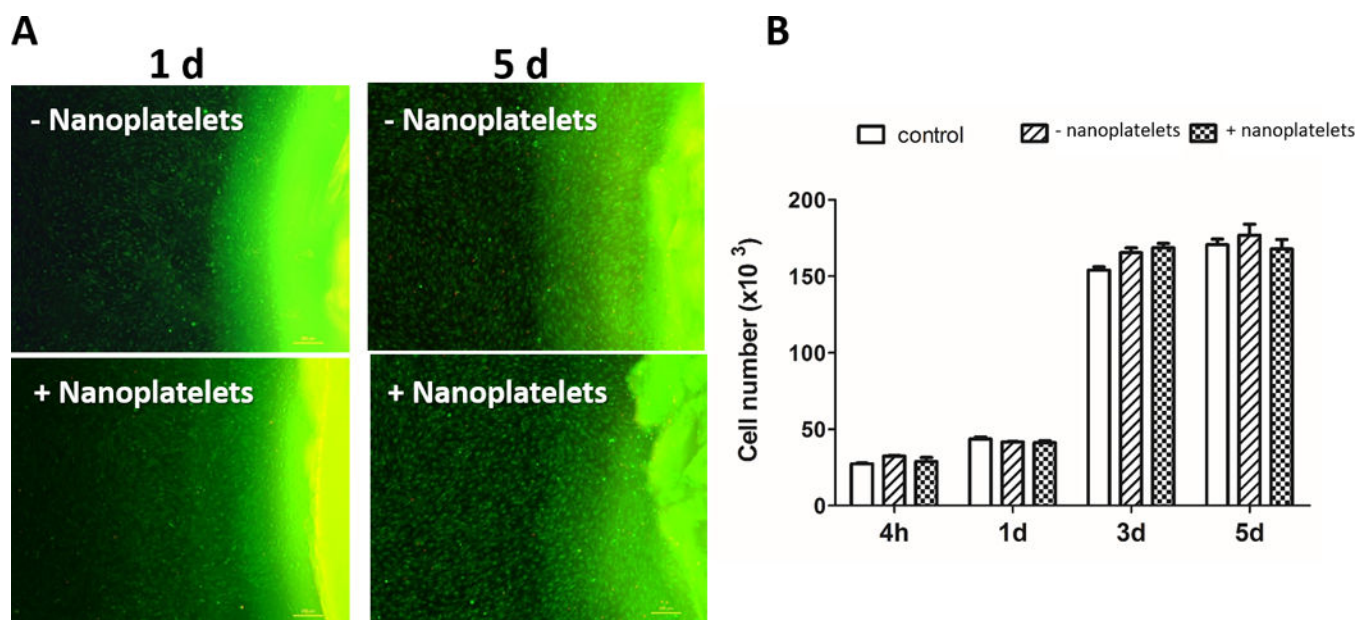 A
B
1 d
5 d
- Nanoplatelets
- Nanoplatelets
+ Nanoplatelets
+ Nanoplatelets
control
- nanoplatelets
+ nanoplatelets
Cell number (x10 3)
200
150
100
50
0
4h
1d
3d
5d